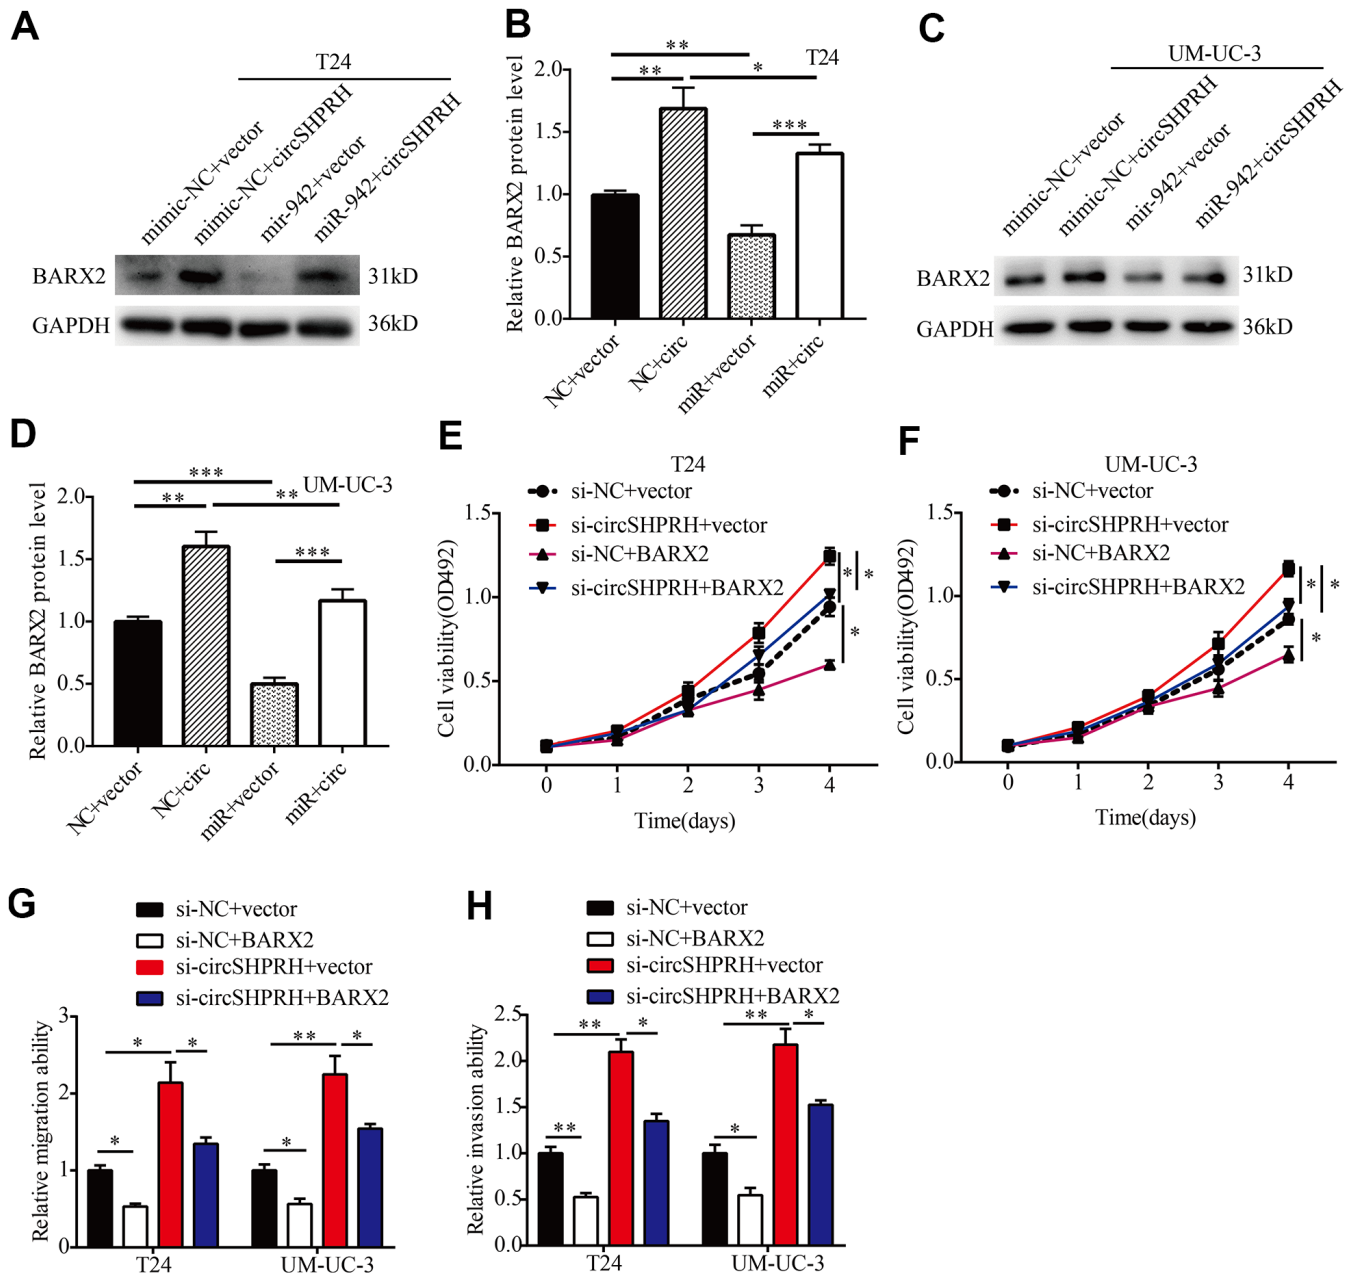 A
T24
mimic-NC+vector
mimic-NC+circSHPRH
mir-942+vector
miR-942+circSHPRH
BARX2
31kD
GAPDH
36kD
B
T24
Relative BARX2 protein level
2.0
1.5
1.0
0.5
0.0
**
**
*
***
NC+vector
NC+circ
miR+vector
miR+circ
C
UM-UC-3
mimic-NC+vector
mimic-NC+circSHPRH
mir-942+vector
miR-942+circSHPRH
BARX2
31kD
GAPDH
36kD
D
UM-UC-3
Relative BARX2 protein level
2.0
1.5
1.0
0.5
0.0
***
**
**
***
NC+vector
NC+circ
miR+vector
miR+circ
E
T24
si-NC+vector
si-circSHPRH+vector
si-NC+BARX2
si-circSHPRH+BARX2
Cell viability(OD492)
1.5
1.0
0.5
0.0
* *
*
0 1 2 3 4
Time(days)
F
UM-UC-3
si-NC+vector
si-circSHPRH+vector
si-NC+BARX2
si-circSHPRH+BARX2
Cell viability(OD492)
1.5
1.0
0.5
0.0
* *
*
0 1 2 3 4
Time(days)
G
si-NC+vector
si-NC+BARX2
si-circSHPRH+vector
si-circSHPRH+BARX2
Relative migration ability
3
2
1
0
* *
*
** *
*
T24 UM-UC-3
H
si-NC+vector
si-NC+BARX2
si-circSHPRH+vector
si-circSHPRH+BARX2
Relative invasion ability
2.5
2.0
1.5
1.0
0.5
0.0
** *
**
** *
*
T24 UM-UC-3